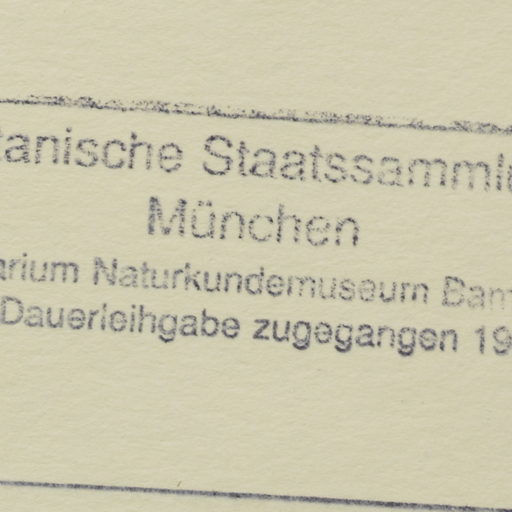 tanische Staatssammlu
München
arium Naturkundemuseum Bam
Dauerleihgabe zugegangen 19